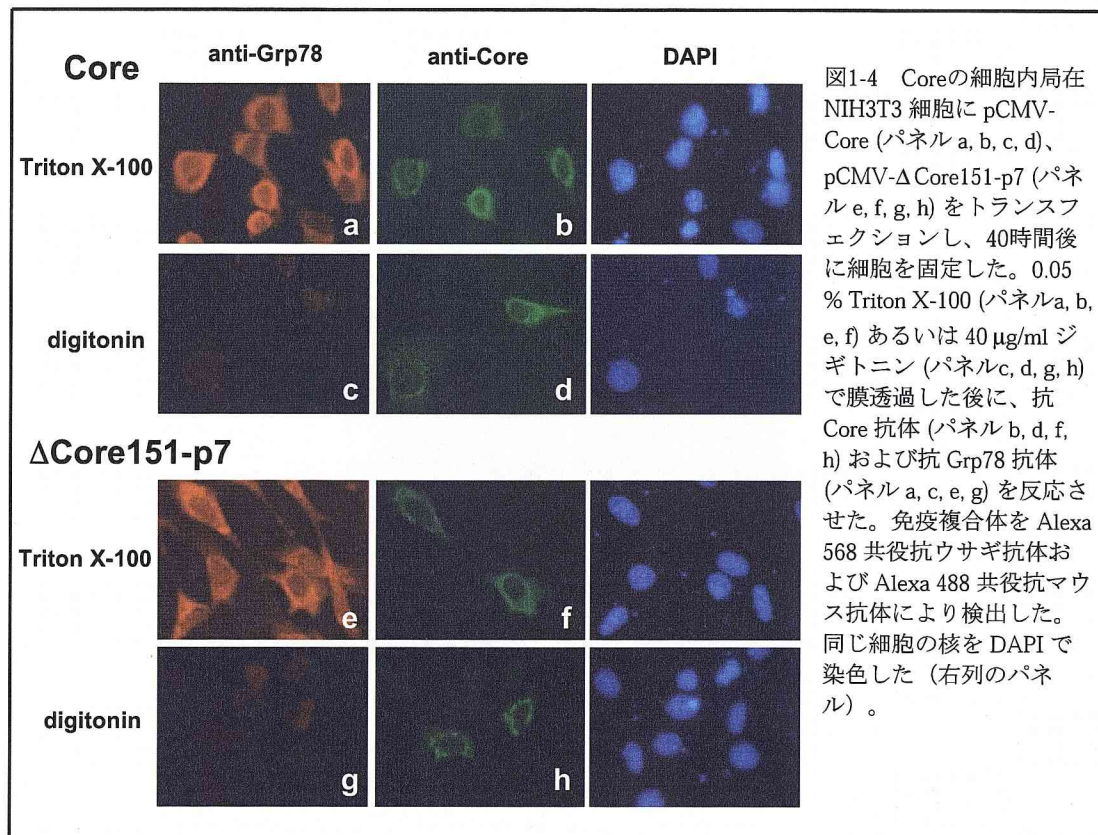 anti-Grp78 anti-Core DAPI
Core
Triton X-100
a b
digitonin
c d
ΔCore151-p7
Triton X-100
e f
digitonin
g h
図1-4 Coreの細胞内局在
NIH3T3 細胞に pCMV-
Core (パネル a, b, c, d)、
pCMV-ΔCore151-p7 (パネ
ル e, f, g, h) をトランスフ
ェクションし、40時間後
に細胞を固定した。0.05
% Triton X-100 (パネルa, b,
e, f) あるいは 40 μg/ml ジ
ギトニン (パネルc, d, g, h)
で膜透過した後に、抗
Core 抗体 (パネル b, d, f,
h) および抗 Grp78 抗体
(パネル a, c, e, g) を反応さ
せた。免疫複合体を Alexa
568 共役抗ウサギ抗体お
よび Alexa 488 共役抗マウ
ス抗体により検出した。
同じ細胞の核を DAPI で
染色した（右列のパネ
ル）。